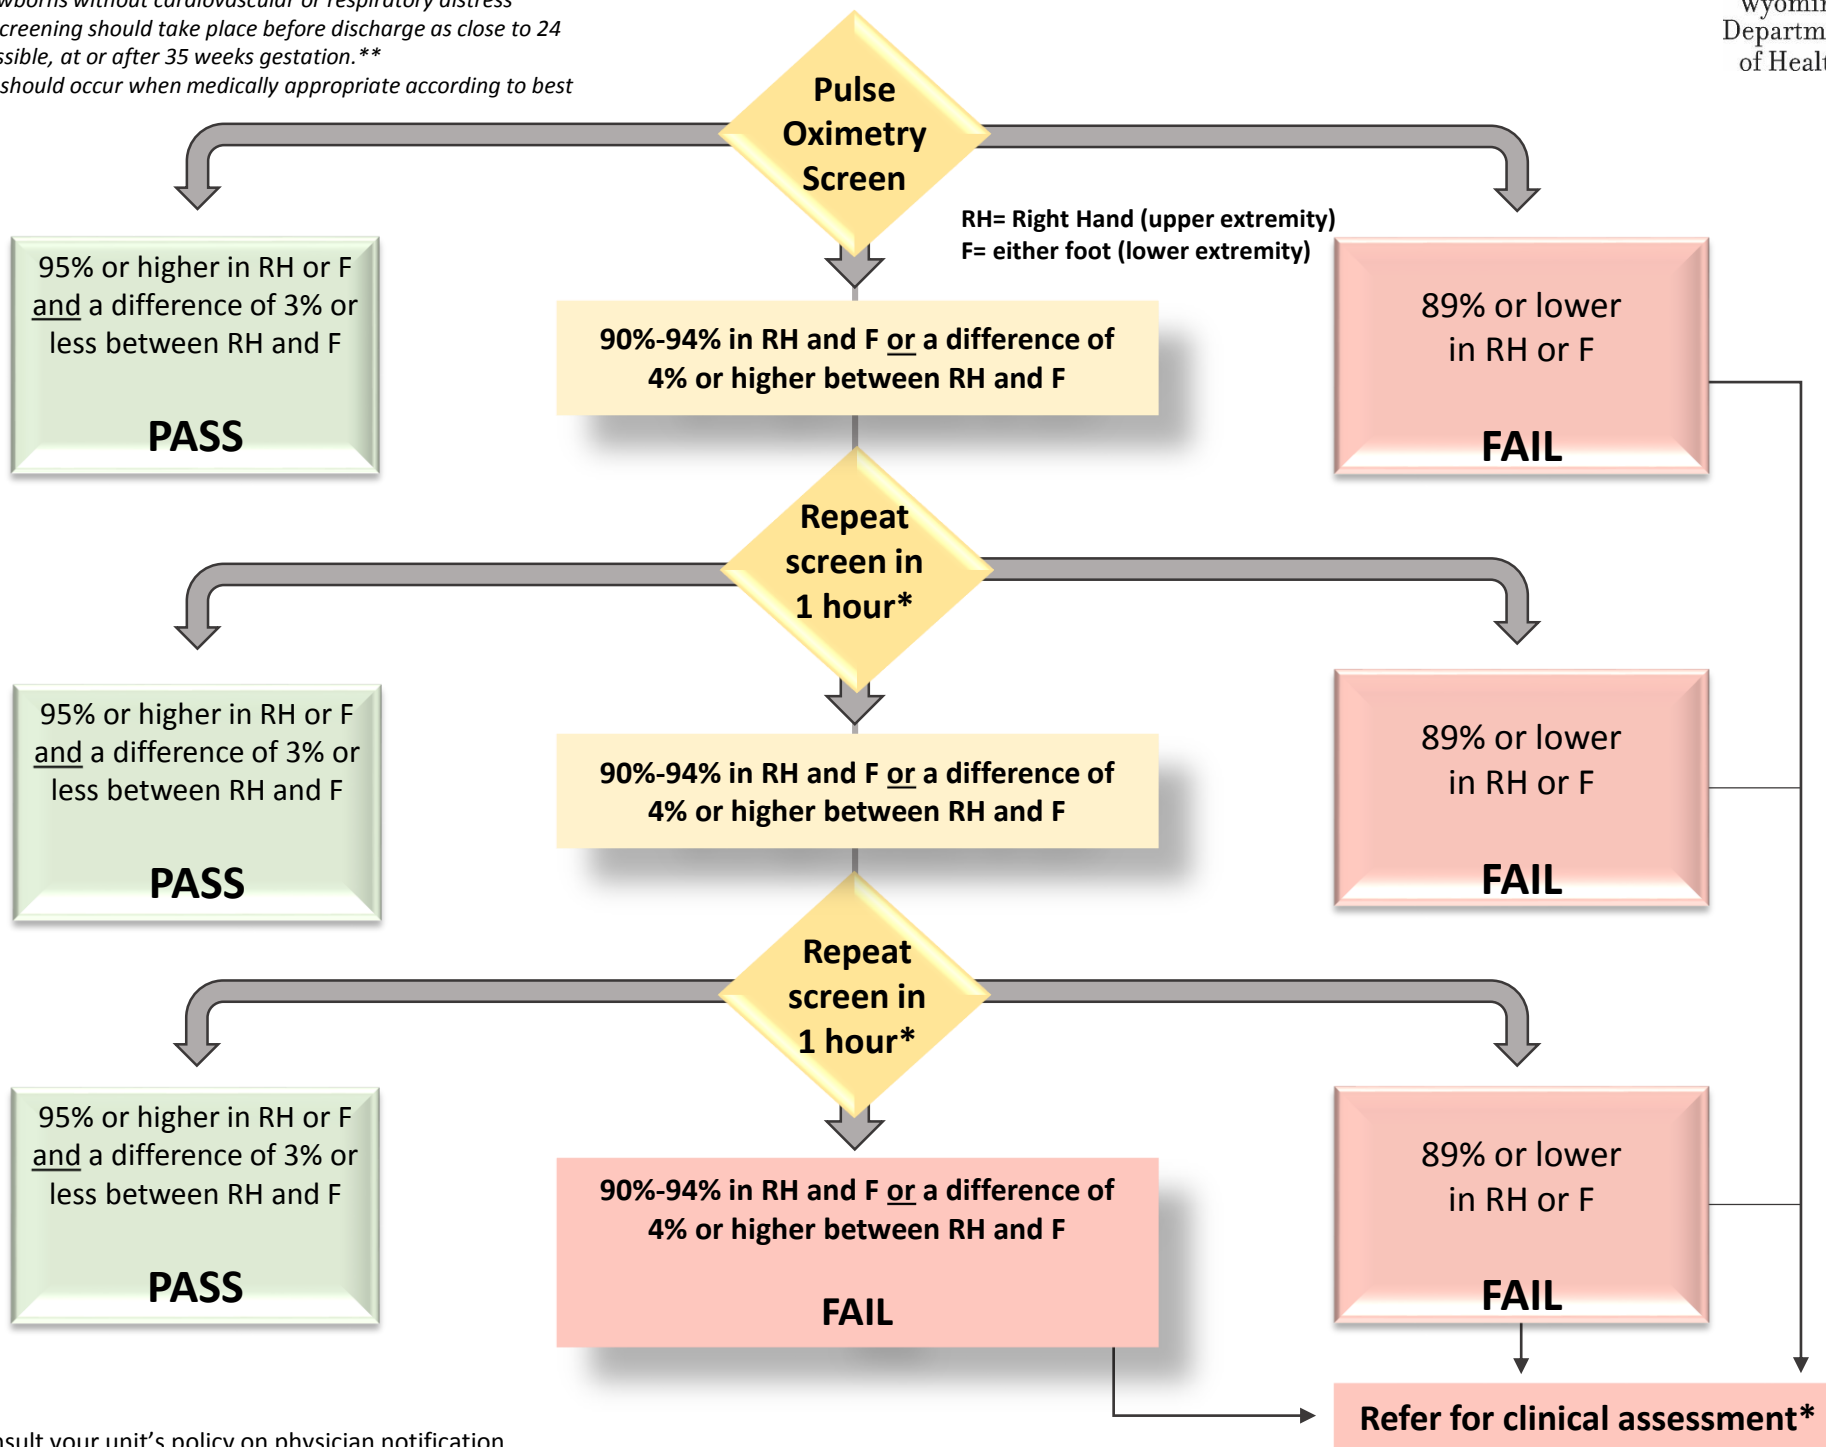 without cardiovascular or respiratory distress
screening should take place before discharge as close to 24
at or after 35 weeks gestation.**
should occur when medically appropriate according to best
Department
of Health
Pulse
Oximetry
Screen
RH= Right Hand (upper extremity)
F= either foot (lower extremity)
95% or higher in RH or F
and a difference of 3% or
less between RH and F
PASS
90%-94% in RH and F or a difference of
4% or higher between RH and F
89% or lower
in RH or F
FAIL
Repeat
screen in
1 hour*
95% or higher in RH or F
and a difference of 3% or
less between RH and F
PASS
90%-94% in RH and F or a difference of
4% or higher between RH and F
89% or lower
in RH or F
FAIL
Repeat
screen in
1 hour*
95% or higher in RH or F
and a difference of 3% or
less between RH and F
PASS
90%-94% in RH and F or a difference of
4% or higher between RH and F
FAIL
89% or lower
in RH or F
FAIL
Refer for clinical assessment*
your unit's policy on physician notification